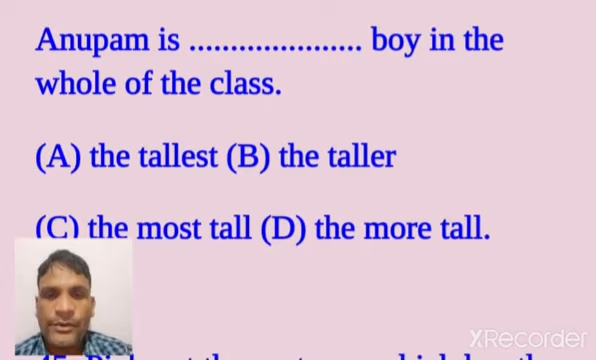 Anupam is ..................... boy in the
whole of the class.
(A) the tallest (B) the taller
(C) the most tall (D) the more tall.
XRecorder